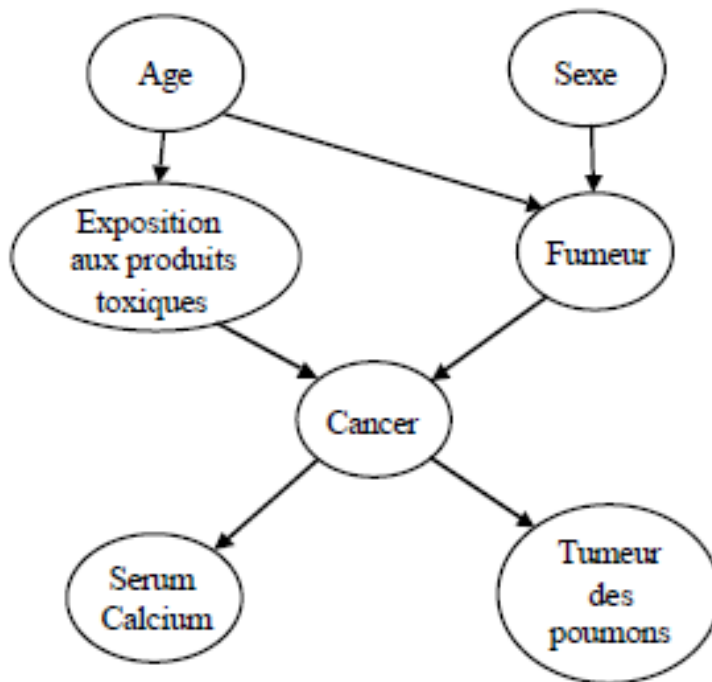 Age
Sexe
Exposition
aux produits
toxiques
Fumeur
Cancer
Serum
Calcium
Tumeur
des
poumons